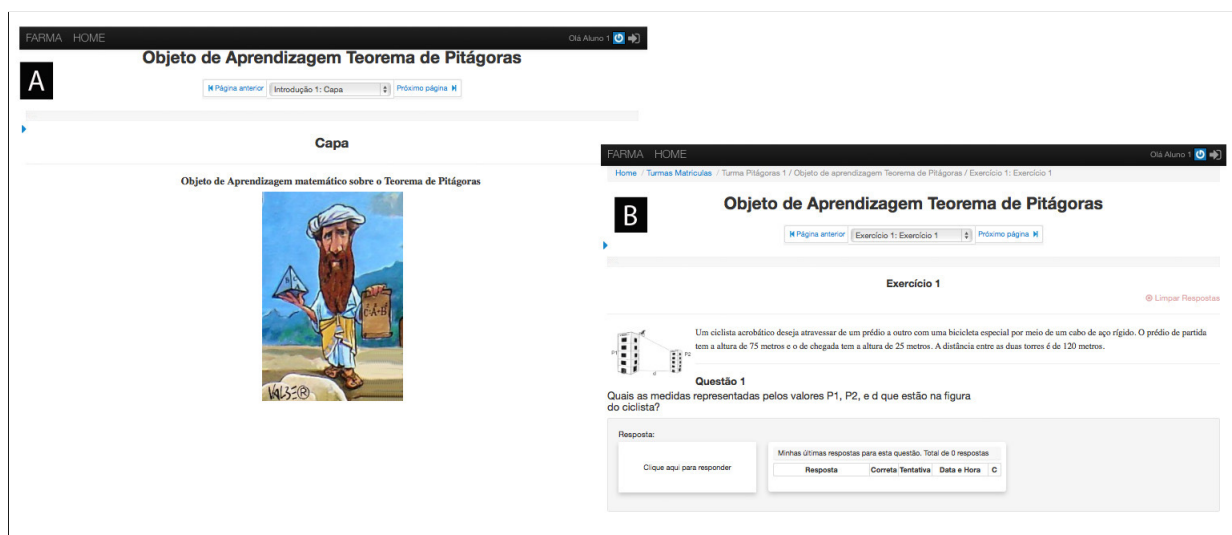 FARMA HOME
Olá Aluno 1
Objeto de Aprendizagem Teorema de Pitágoras
A
Página anterior
Introdução 1: Capa
Próximo página
Capa
Objeto de Aprendizagem matemático sobre o Teorema de Pitágoras
FARMA HOME
Olá Aluno 1
Home / Turmas Matriculas / Turma Pitágoras 1 / Objeto de aprendizagem Teorema de Pitágoras / Exercício 1: Exercício 1
B
Objeto de Aprendizagem Teorema de Pitágoras
Página anterior
Exercício 1: Exercício 1
Próximo página
Exercício 1
Limpar Respostas
Um ciclista acrobático deseja atravessar de um prédio a outro com uma bicicleta especial por meio de um cabo de aço rígido. O prédio de partida
tem a altura de 75 metros e o de chegada tem a altura de 25 metros. A distância entre as duas torres é de 120 metros.
P1
P2
d
Questão 1
Quais as medidas representadas pelos valores P1, P2, e d que estão na figura
do ciclista?
Resposta:
Clique aqui para responder
Minhas últimas respostas para esta questão. Total de 0 respostas
Resposta Correta Tentativa Data e Hora C